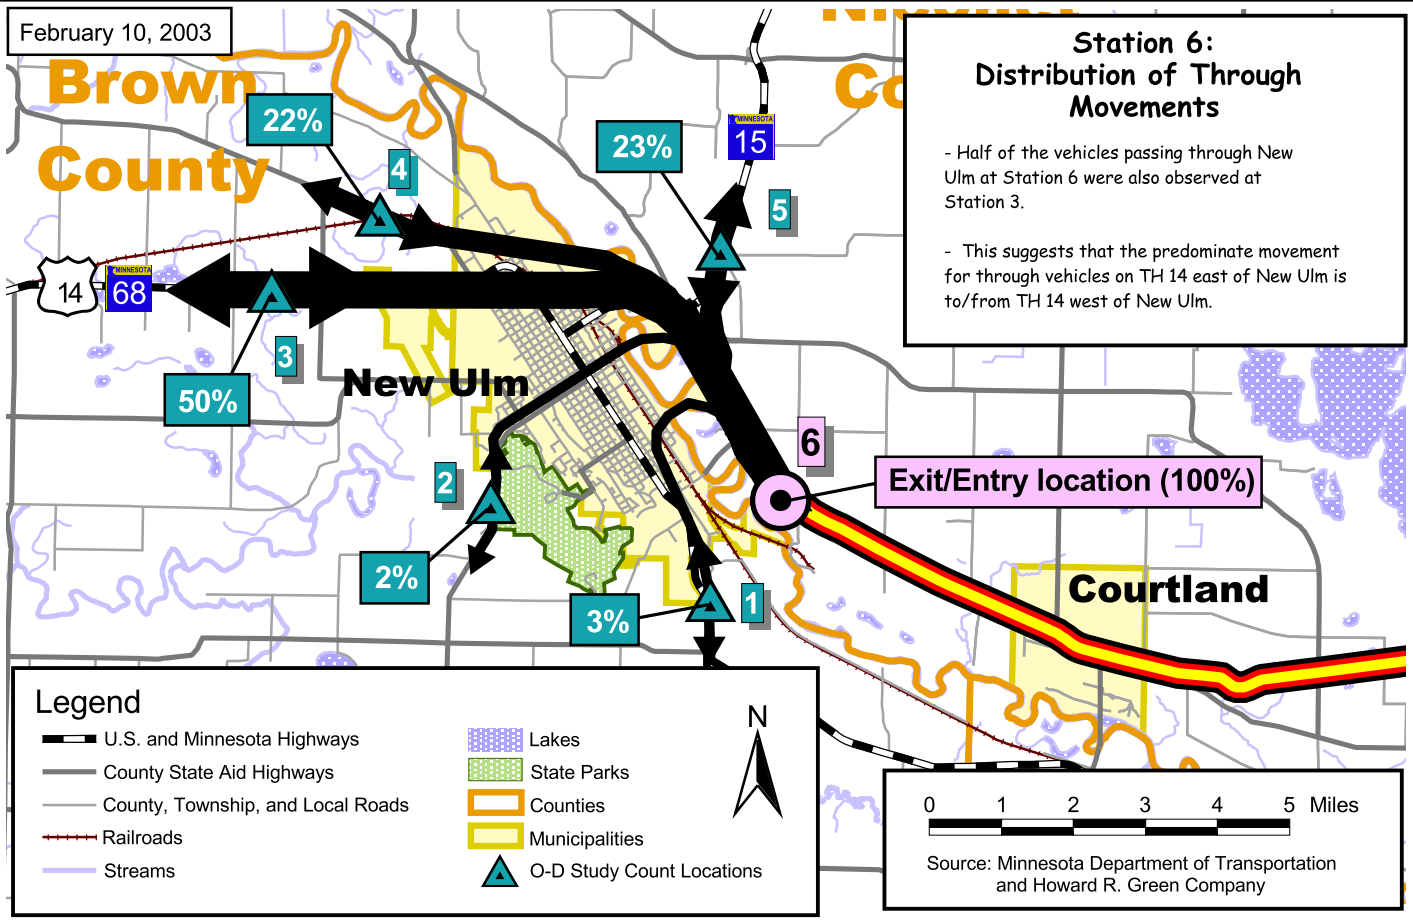 February 10, 2003
Brown
County
Station 6:
Distribution of Through
Movements
- Half of the vehicles passing through New
Ulm at Station 6 were also observed at
Station 3.
- This suggests that the predominate movement
for through vehicles on TH 14 east of New Ulm is
to/from TH 14 west of New Ulm.
22%
4
23%
MINNESOTA
15
5
14
MINNESOTA
68
3
50%
New Ulm
6
Exit/Entry location (100%)
2
2%
1
3%
Courtland
Legend
U.S. and Minnesota Highways
County State Aid Highways
County, Township, and Local Roads
Railroads
Streams
Lakes
State Parks
Counties
Municipalities
O-D Study Count Locations
N
0 1 2 3 4 5 Miles
Source: Minnesota Department of Transportation
and Howard R. Green Company